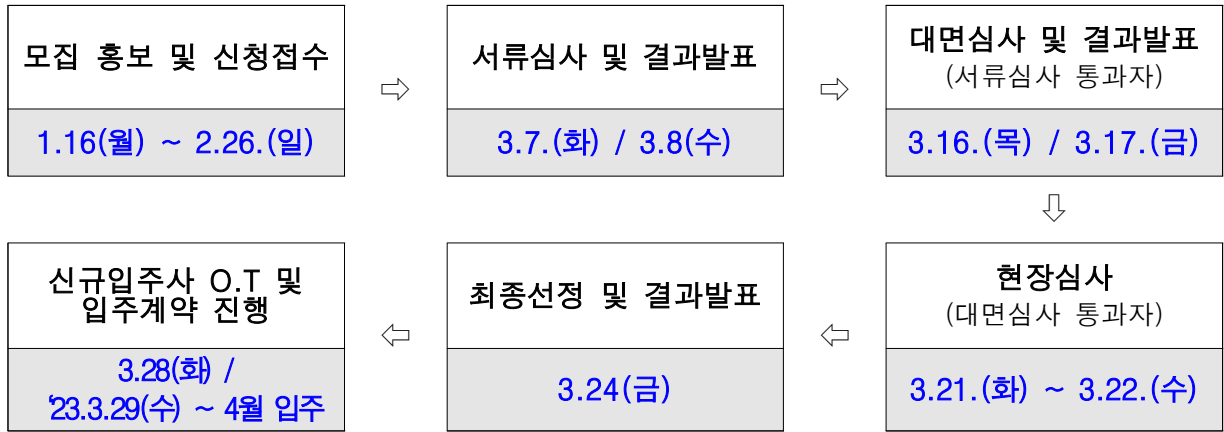 모집 홍보 및 신청접수
1.16(월) ~ 2.26.(일)
⇨
서류심사 및 결과발표
3.7.(화) / 3.8(수)
⇨
대면심사 및 결과발표
(서류심사 통과자)
3.16.(목) / 3.17.(금)
⇩
현장심사
(대면심사 통과자)
3.21.(화) ~ 3.22.(수)
⇦
최종선정 및 결과발표
3.24(금)
⇦
신규입주사 O.T 및
입주계약 진행
3.28(화) /
‘23.3.29(수) ~ 4월 입주